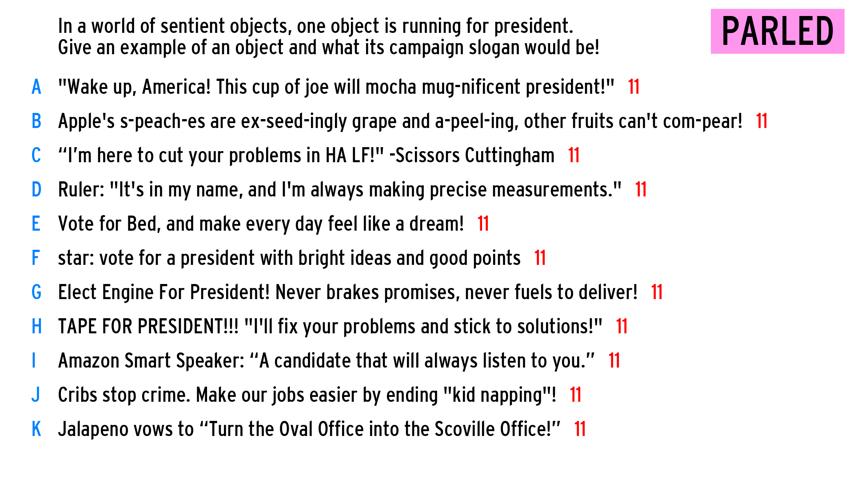 In a world of sentient objects, one object is running for president.
Give an example of an object and what its campaign slogan would be!
PARLED
A "Wake up, America! This cup of joe will mocha mug-nificent president!" 11
B Apple's s-peach-es are ex-seed-ingly grape and a-peel-ing, other fruits can't com-pear! 11
C “I’m here to cut your problems in HA LF!" -Scissors Cuttingham 11
D Ruler: "It's in my name, and I'm always making precise measurements." 11
E Vote for Bed, and make every day feel like a dream! 11
F star: vote for a president with bright ideas and good points 11
G Elect Engine For President! Never brakes promises, never fuels to deliver! 11
H TAPE FOR PRESIDENT!!! "I'll fix your problems and stick to solutions!" 11
I Amazon Smart Speaker: “A candidate that will always listen to you.” 11
J Cribs stop crime. Make our jobs easier by ending "kid napping"! 11
K Jalapeno vows to “Turn the Oval Office into the Scoville Office!” 11